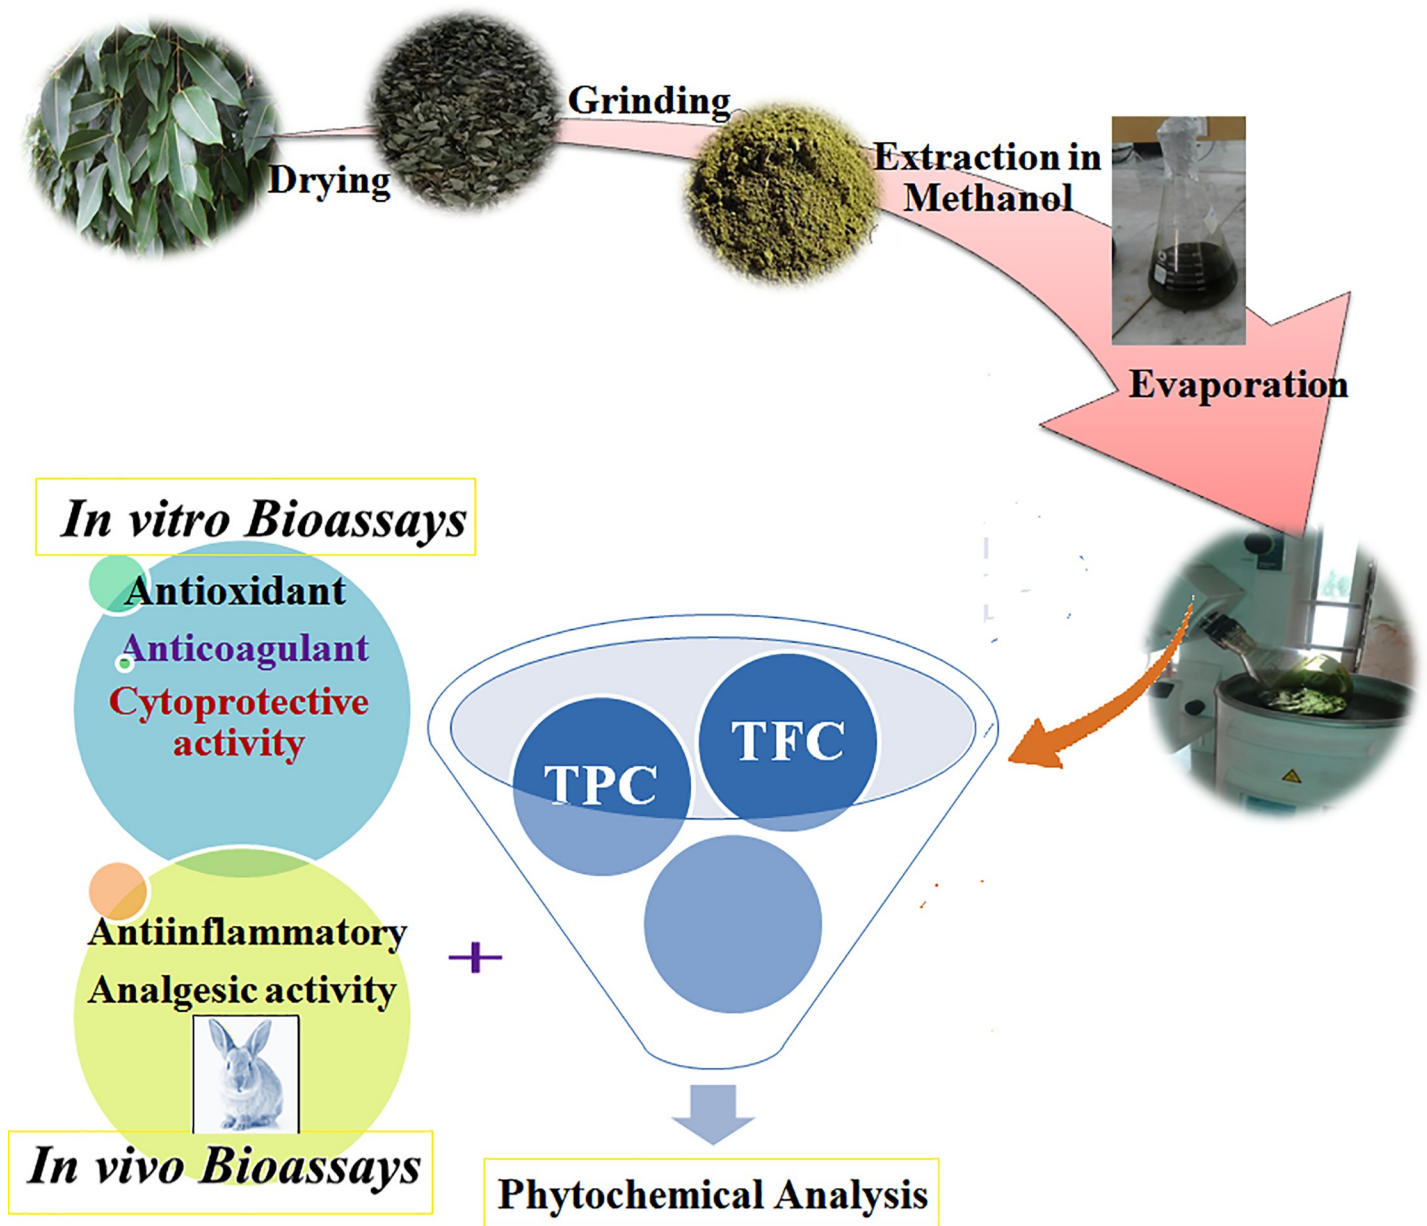 Grinding
Drying
Extraction in
Methanol
Evaporation
In vitro Bioassays
Antioxidant
Anticoagulant
Cytoprotective
activity
TFC
TPC
Antiinflammatory
Analgesic activity
In vivo Bioassays
Phytochemical Analysis